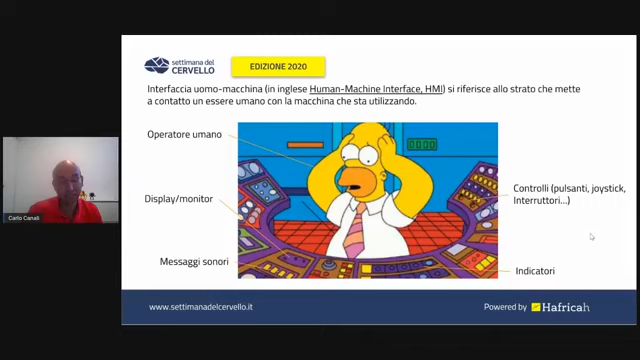 settimana del
CERVELLO
EDIZIONE 2020
Interfaccia uomo-macchina (in inglese Human-Machine Interface, HMI) si riferisce allo strato che mette
a contatto un essere umano con la macchina che sta utilizzando.
Operatore umano
Display/monitor
Controlli (pulsanti, joystick,
Interruttori...)
Messaggi sonori
Indicatori
Carlo Canali
www.settimanadelcervello.it
Powered by Hafricah